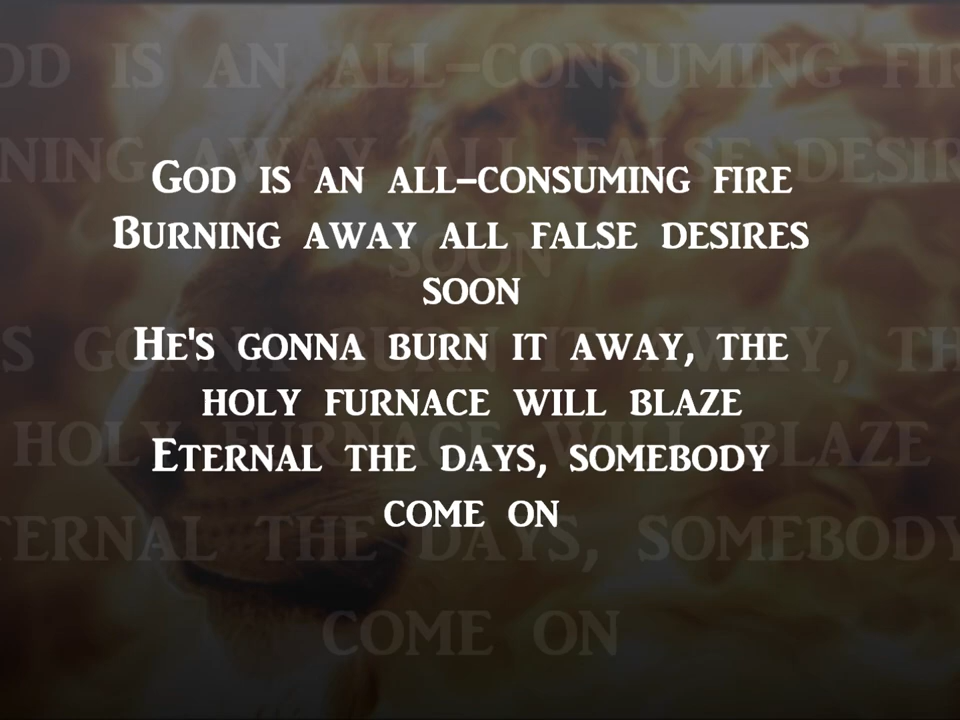 God is an all-consuming fire
Burning away all false desires
soon
He's gonna burn it away, the
holy furnace will blaze
Eternal the days, somebody
come on